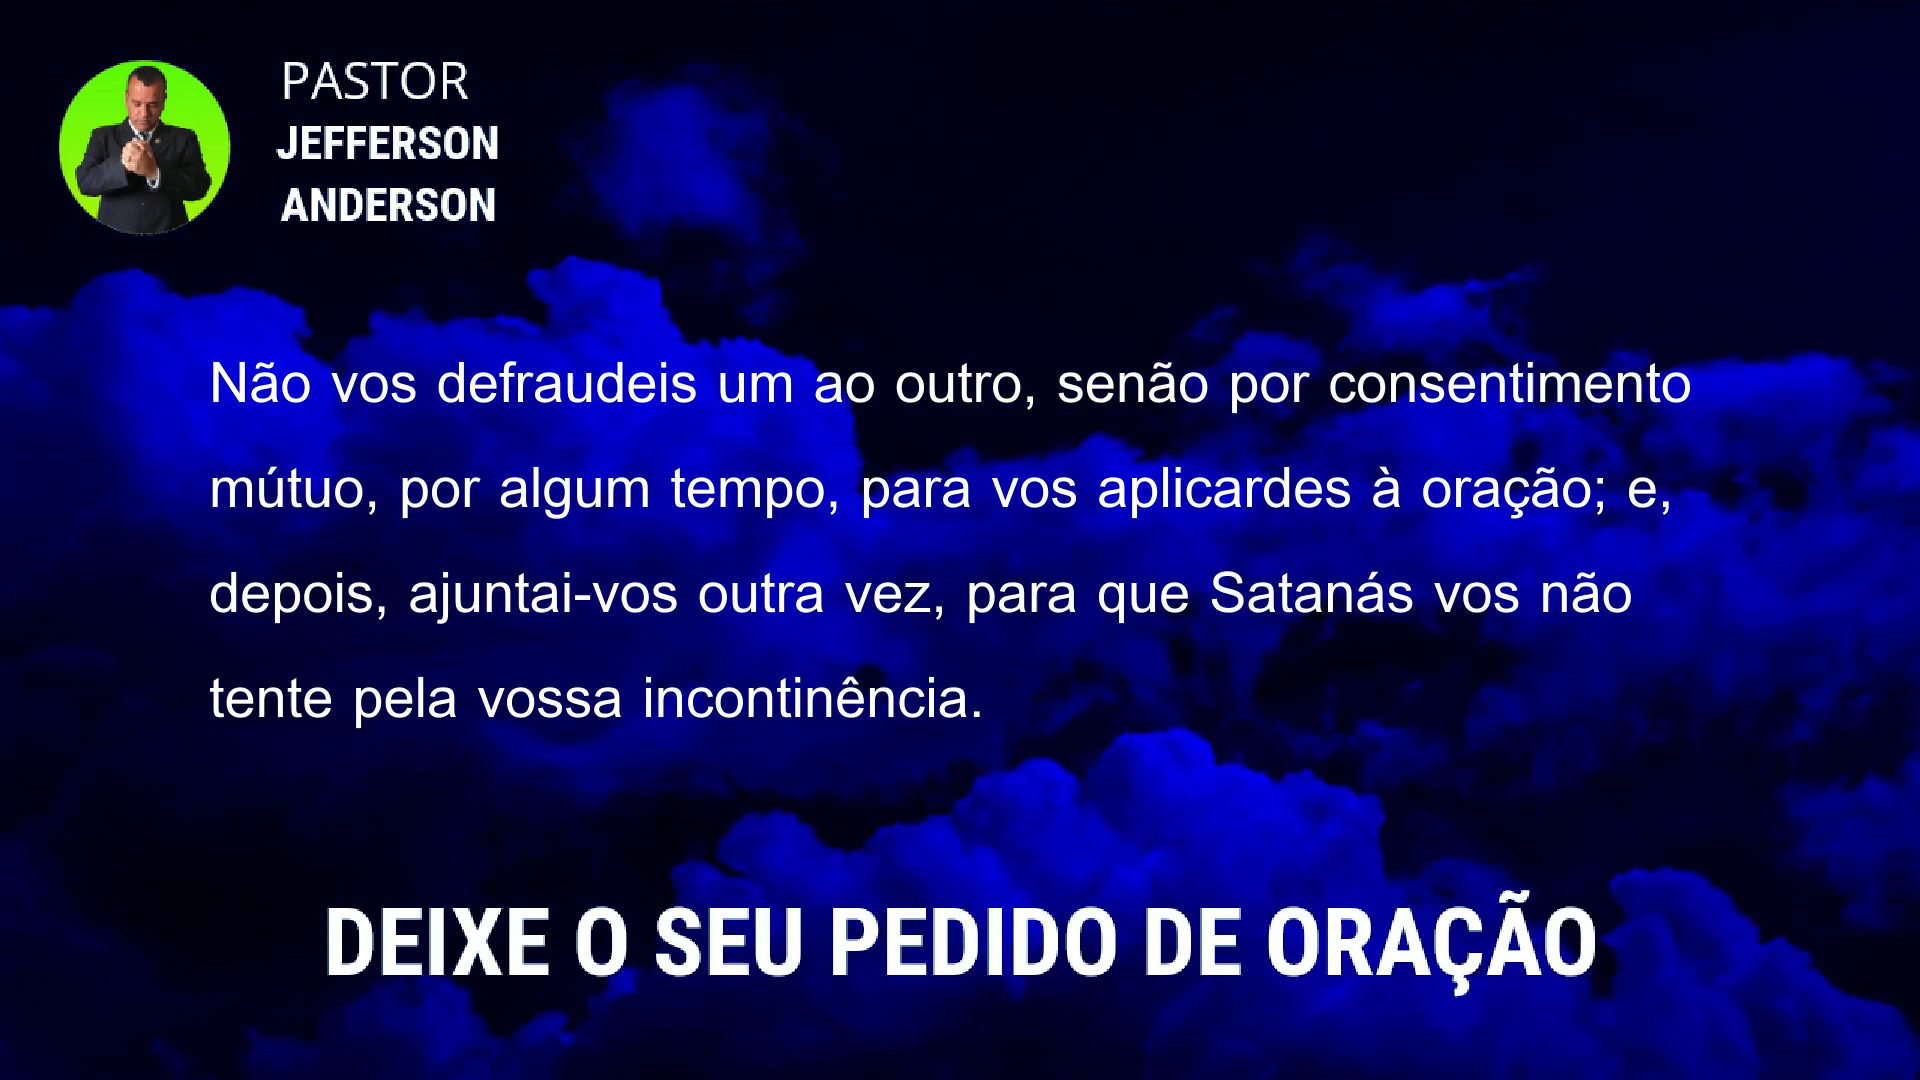 PASTOR
JEFFERSON
ANDERSON
Não vos defraudeis um ao outro, senão por consentimento
mútuo, por algum tempo, para vos aplicardes à oração; e,
depois, ajuntai-vos outra vez, para que Satanás vos não
tente pela vossa incontinência.
DEIXE O SEU PEDIDO DE ORAÇÃO